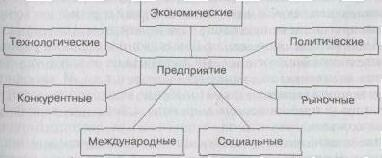 Экономические
Технологические
Политические
Предприятие
Конкурентные
Рыночные
Международные
Социальные